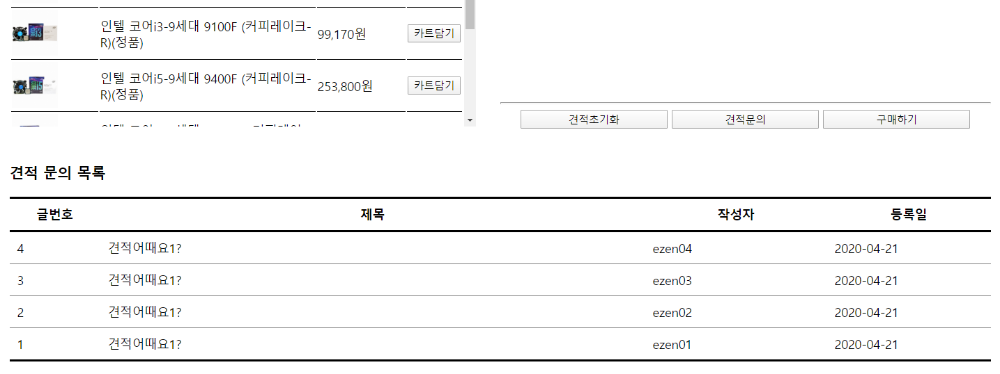 인텔 코어i3-9세대 9100F (커피레이크-
R)(정품)
99,170원
카트담기
인텔 코어i5-9세대 9400F (커피레이크-
R)(정품)
253,800원
카트담기
견적초기화 견적문의 구매하기
견적 문의 목록
글번호 제목 작성자 등록일
4 견적어때요1? ezen04 2020-04-21
3 견적어때요1? ezen03 2020-04-21
2 견적어때요1? ezen02 2020-04-21
1 견적어때요1? ezen01 2020-04-21